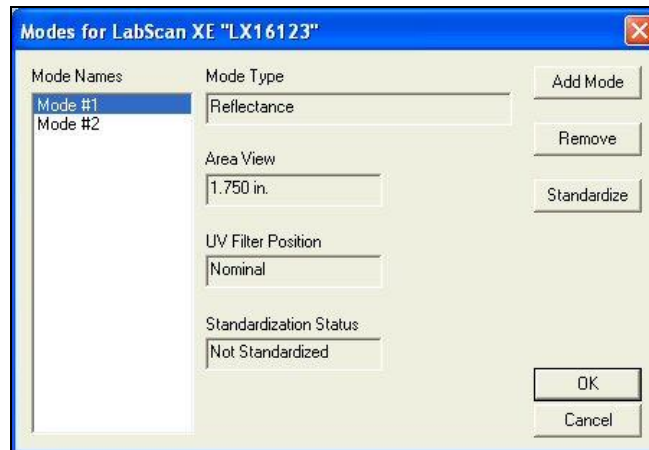 Modes for LabScan XE "LX16123"
Mode Names
Mode #1
Mode #2
Mode Type
Reflectance
Area View
1.750 in.
UV Filter Position
Nominal
Standardization Status
Not Standardized
Add Mode
Remove
Standardize
OK
Cancel